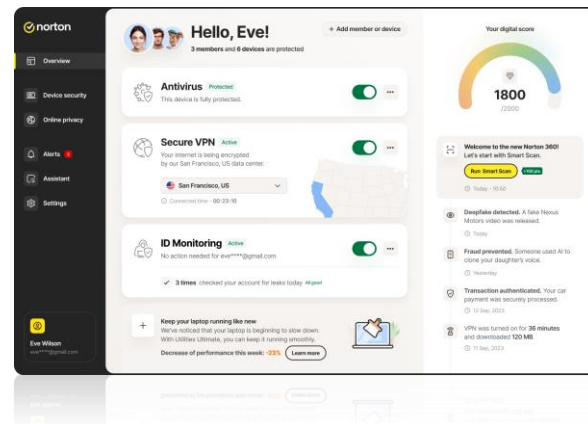 norton
Overview
Device security
Online privacy
Alerts
Assistant
Settings
Eve Wilson
eve****@gmail.com
Hello, Eve!
3 members and 6 devices are protected
+ Add member or device
Antivirus Protected
This device is fully protected.
Secure VPN Active
Your internet is being encrypted
by our San Francisco, US data center.
San Francisco, US
Connected time - 00:23:10
ID Monitoring Active
No action needed for eve****@gmail.com
3 times checked your account for leaks today All good
Keep your laptop running like new
We've noticed that your laptop is beginning to slow down.
With Utilities Ultimate, you can keep it running smoothly.
Decrease of performance this week: -23% Learn more
Your digital score
1800
/2000
Welcome to the new Norton 360!
Let's start with Smart Scan.
Run Smart Scan
Today - 10:50
Deepfake detected. A fake Nexus
Motors video was released.
Today
Fraud prevented. Someone used AI to
clone your daughter's voice.
Yesterday
Transaction authenticated. Your car
payment was securely processed.
12 Sep, 2023
VPN was turned on for 36 minutes
and downloaded 120 MB.
11 Sep, 2023